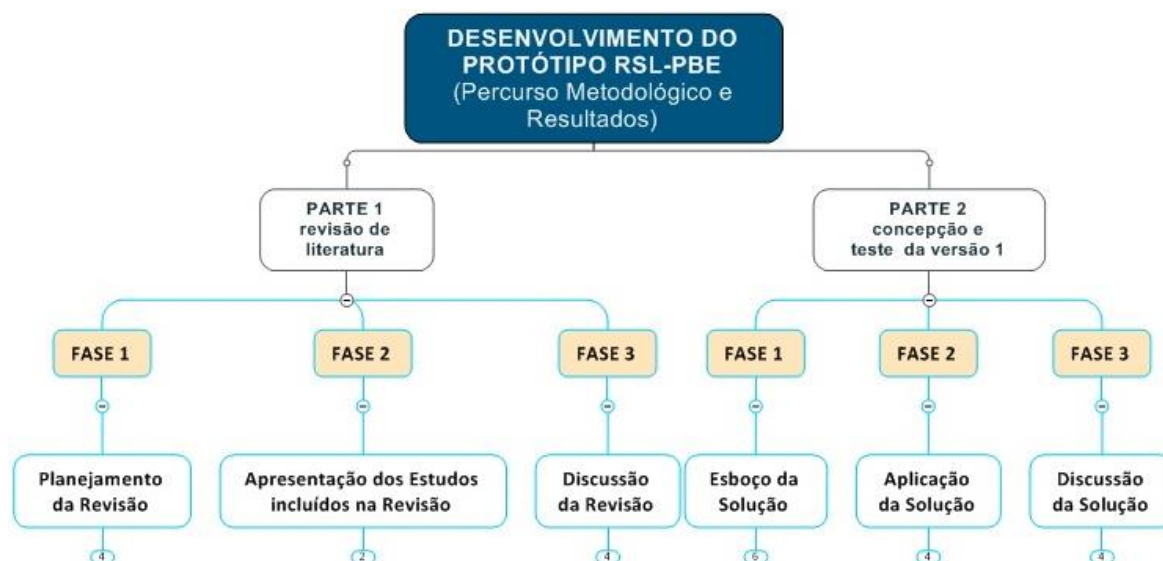 DESENVOLVIMENTO DO
PROTÓTIPO RSL-PBE
(Percurso Metodológico e
Resultados)
PARTE 1
revisão de
literatura
PARTE 2
concepção e
teste da versão 1
FASE 1
FASE 2
FASE 3
FASE 1
FASE 2
FASE 3
Planejamento
da Revisão
Apresentação dos Estudos
incluídos na Revisão
Discussão
da Revisão
Esboço da
Solução
Aplicação
da Solução
Discussão
da Solução
4
2
4
6
4
4